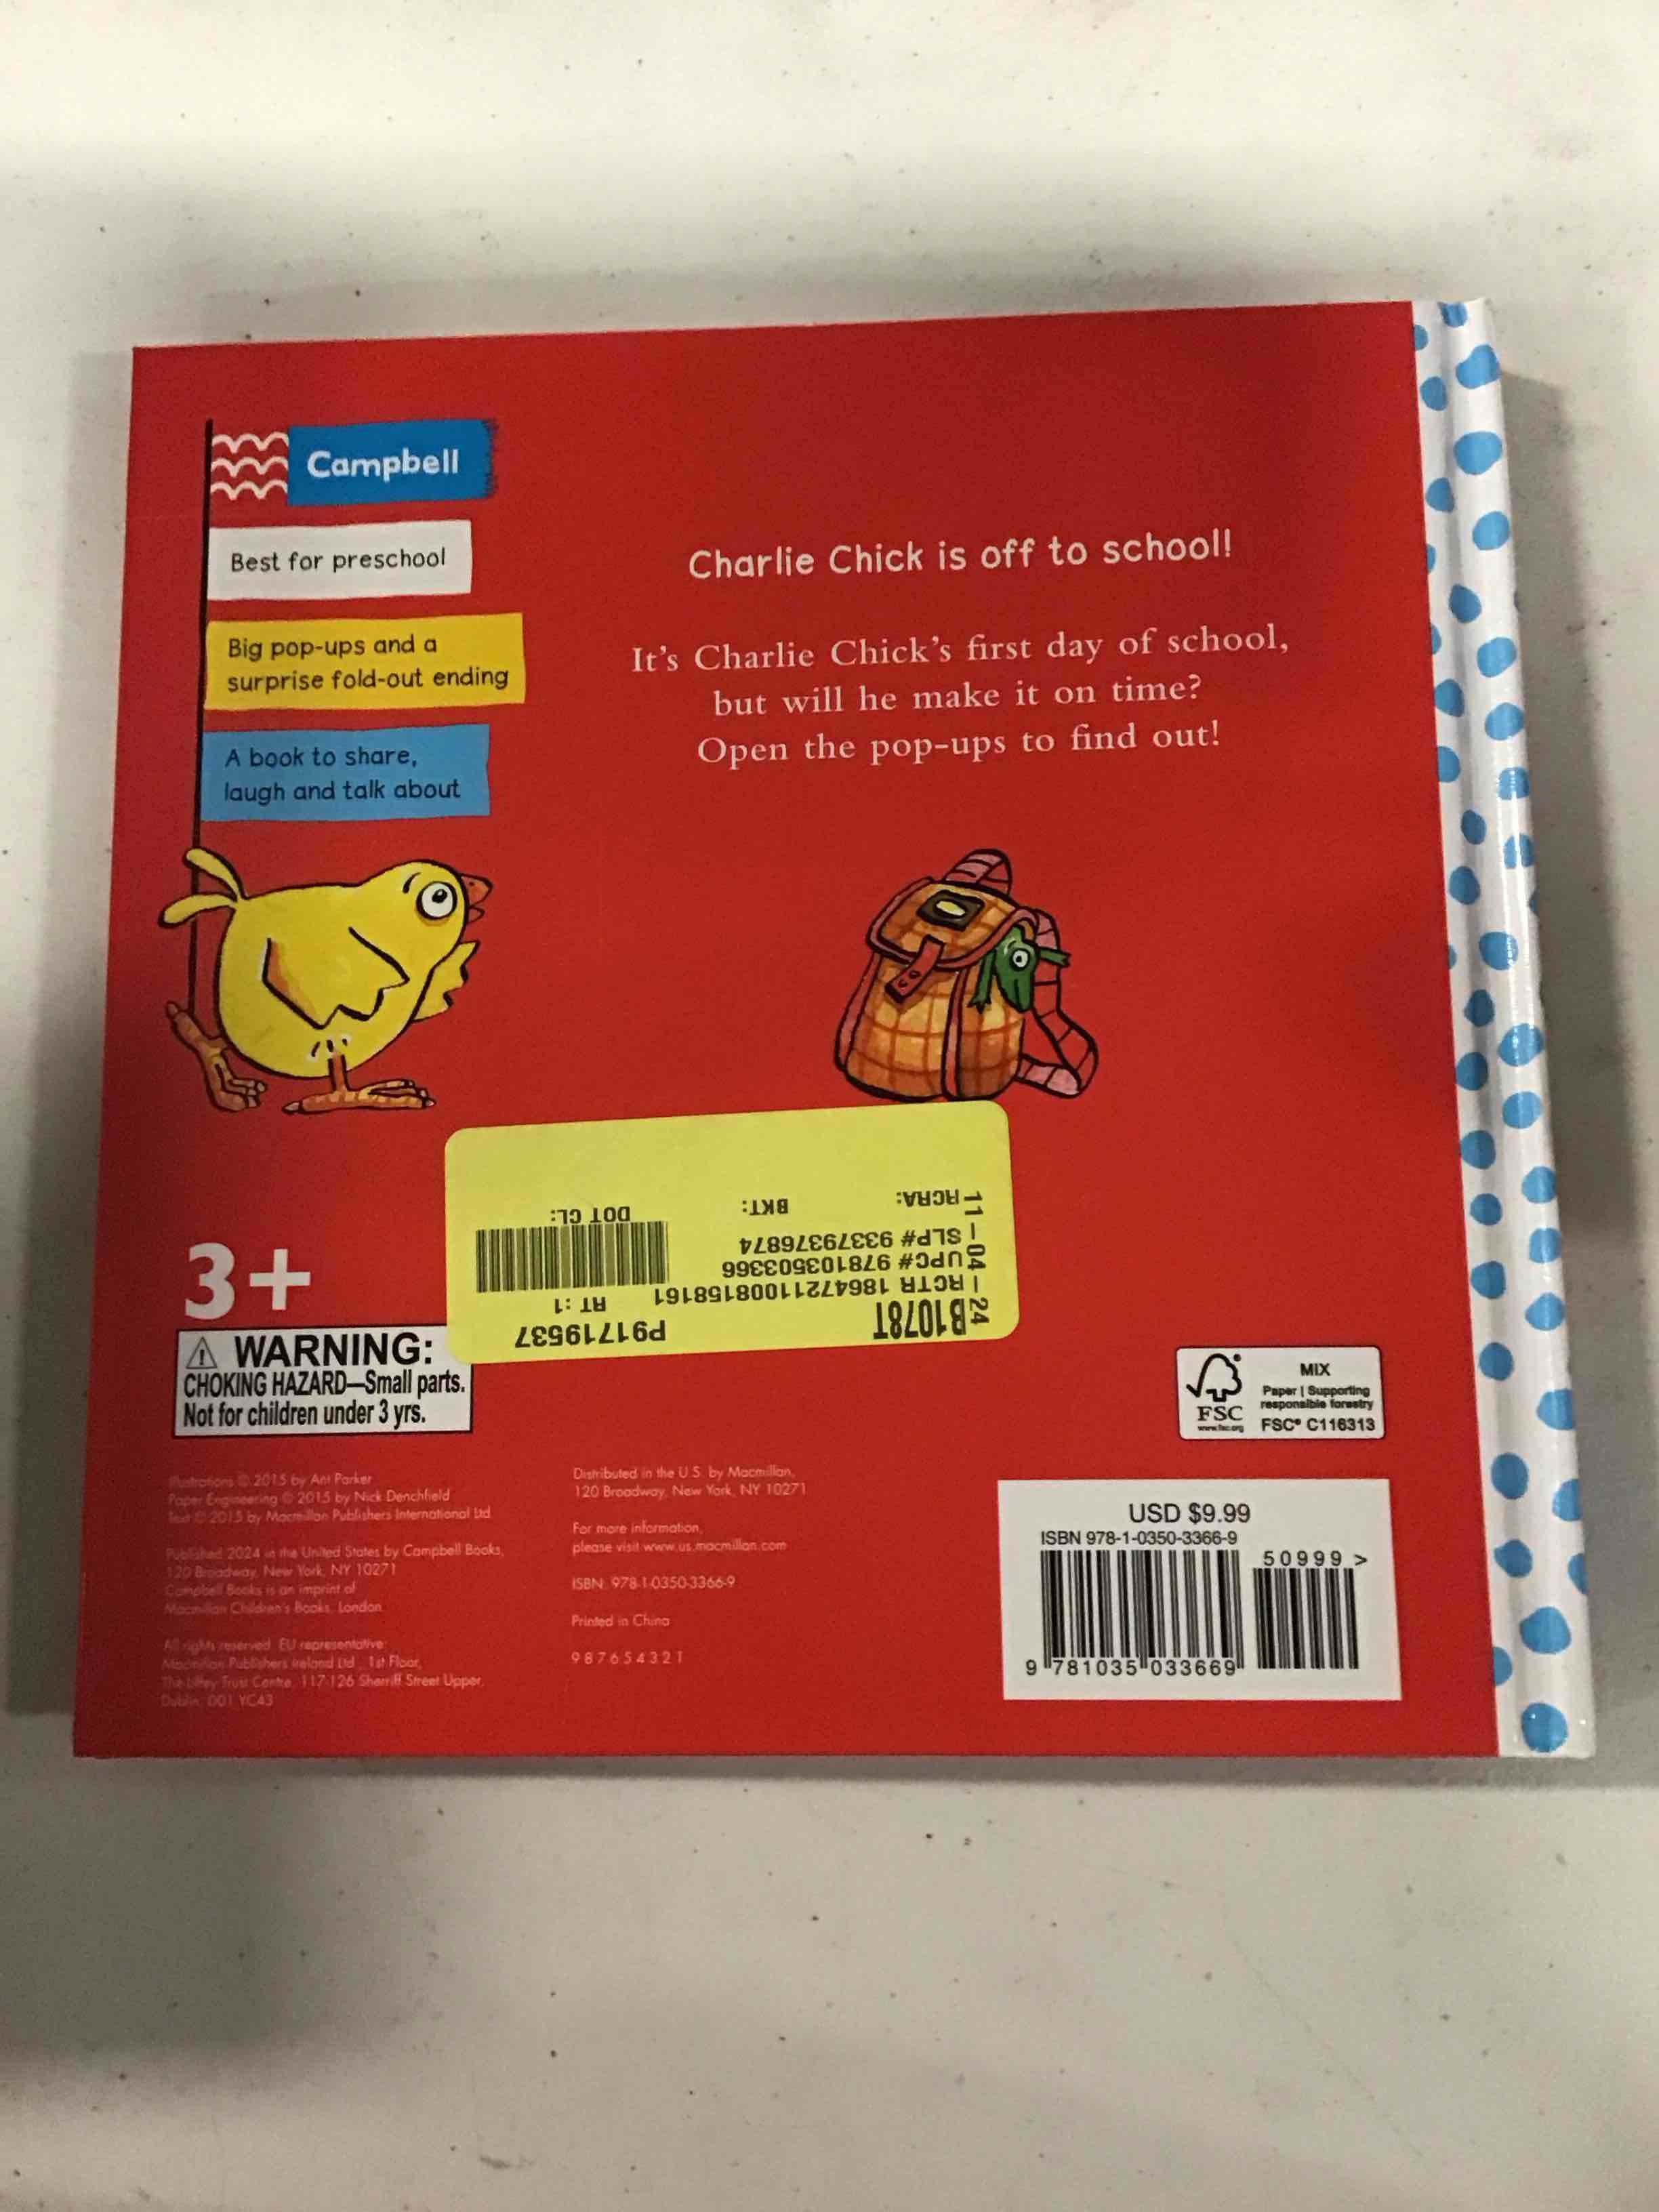 Campbell
Best for preschool
Big pop-ups and a
surprise fold-out ending
A book to share,
laugh and talk about
Charlie Chick is off to school!
It's Charlie Chick's first day of school,
but will he make it on time?
Open the pop-ups to find out!
B1078T
P91719537
RCTR 18647211008158161
RT :1
UPC# 9781035033666
SLP# 93379376874
RCRA:
BKT:
DOT CL:
11 - 04 - 24
3+
WARNING:
CHOKING HAZARD—Small parts.
Not for children under 3 yrs.
FSC
www.fsc.org
MIX
Paper | Supporting
responsible forestry
FSC® C116313
Illustrations © 2015 by Ant Parker
Paper Engineering © 2015 by Nick Denchfield
Text © 2015 by Macmillan Publishers International Ltd
Published 2024 in the United States by Campbell Books,
120 Broadway, New York, NY 10271
Campbell Books is an imprint of
Macmillan Children's Books, London
All rights reserved. EU representative:
Macmillan Publishers Ireland Ltd, 1st Floor,
The Liffey Trust Centre, 117-126 Sherriff Street Upper,
Dublin, D01 YC43
Distributed in the U.S. by Macmillan,
120 Broadway, New York, NY 10271
For more information,
please visit www.us.macmillan.com
ISBN: 978-1-0350-3366-9
Printed in China
9 8 7 6 5 4 3 2 1
USD $9.99
ISBN 978-1-0350-3366-9
50999 >
9 781035 033669